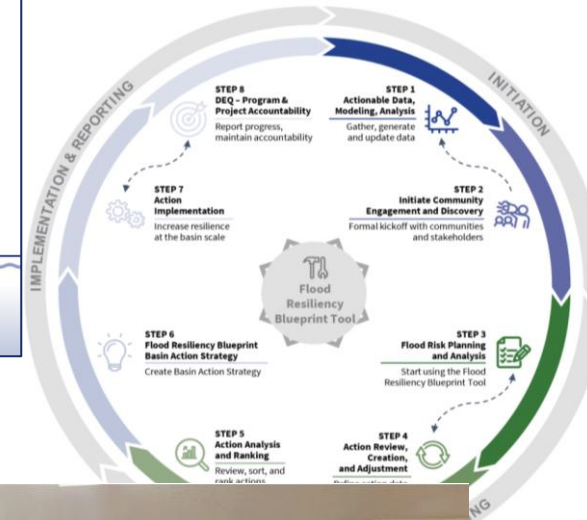 IMPLEMENTATION & REPORTING
INITIATION
STEP 8
DEQ – Program &
Project Accountability
Report progress,
maintain accountability
STEP 1
Actionable Data,
Modeling, Analysis
Gather, generate
and update data
STEP 7
Action
Implementation
Increase resilience
at the basin scale
STEP 2
Initiate Community
Engagement and Discovery
Formal kickoff with communities
and stakeholders
Flood
Resiliency
Blueprint Tool
STEP 6
Flood Resiliency Blueprint
Basin Action Strategy
Create Basin Action Strategy
STEP 3
Flood Risk Planning
and Analysis
Start using the Flood
Resiliency Blueprint Tool
STEP 5
Action Analysis
and Ranking
Review, sort, and
rank actions
STEP 4
Action Review,
Creation,
and Adjustment